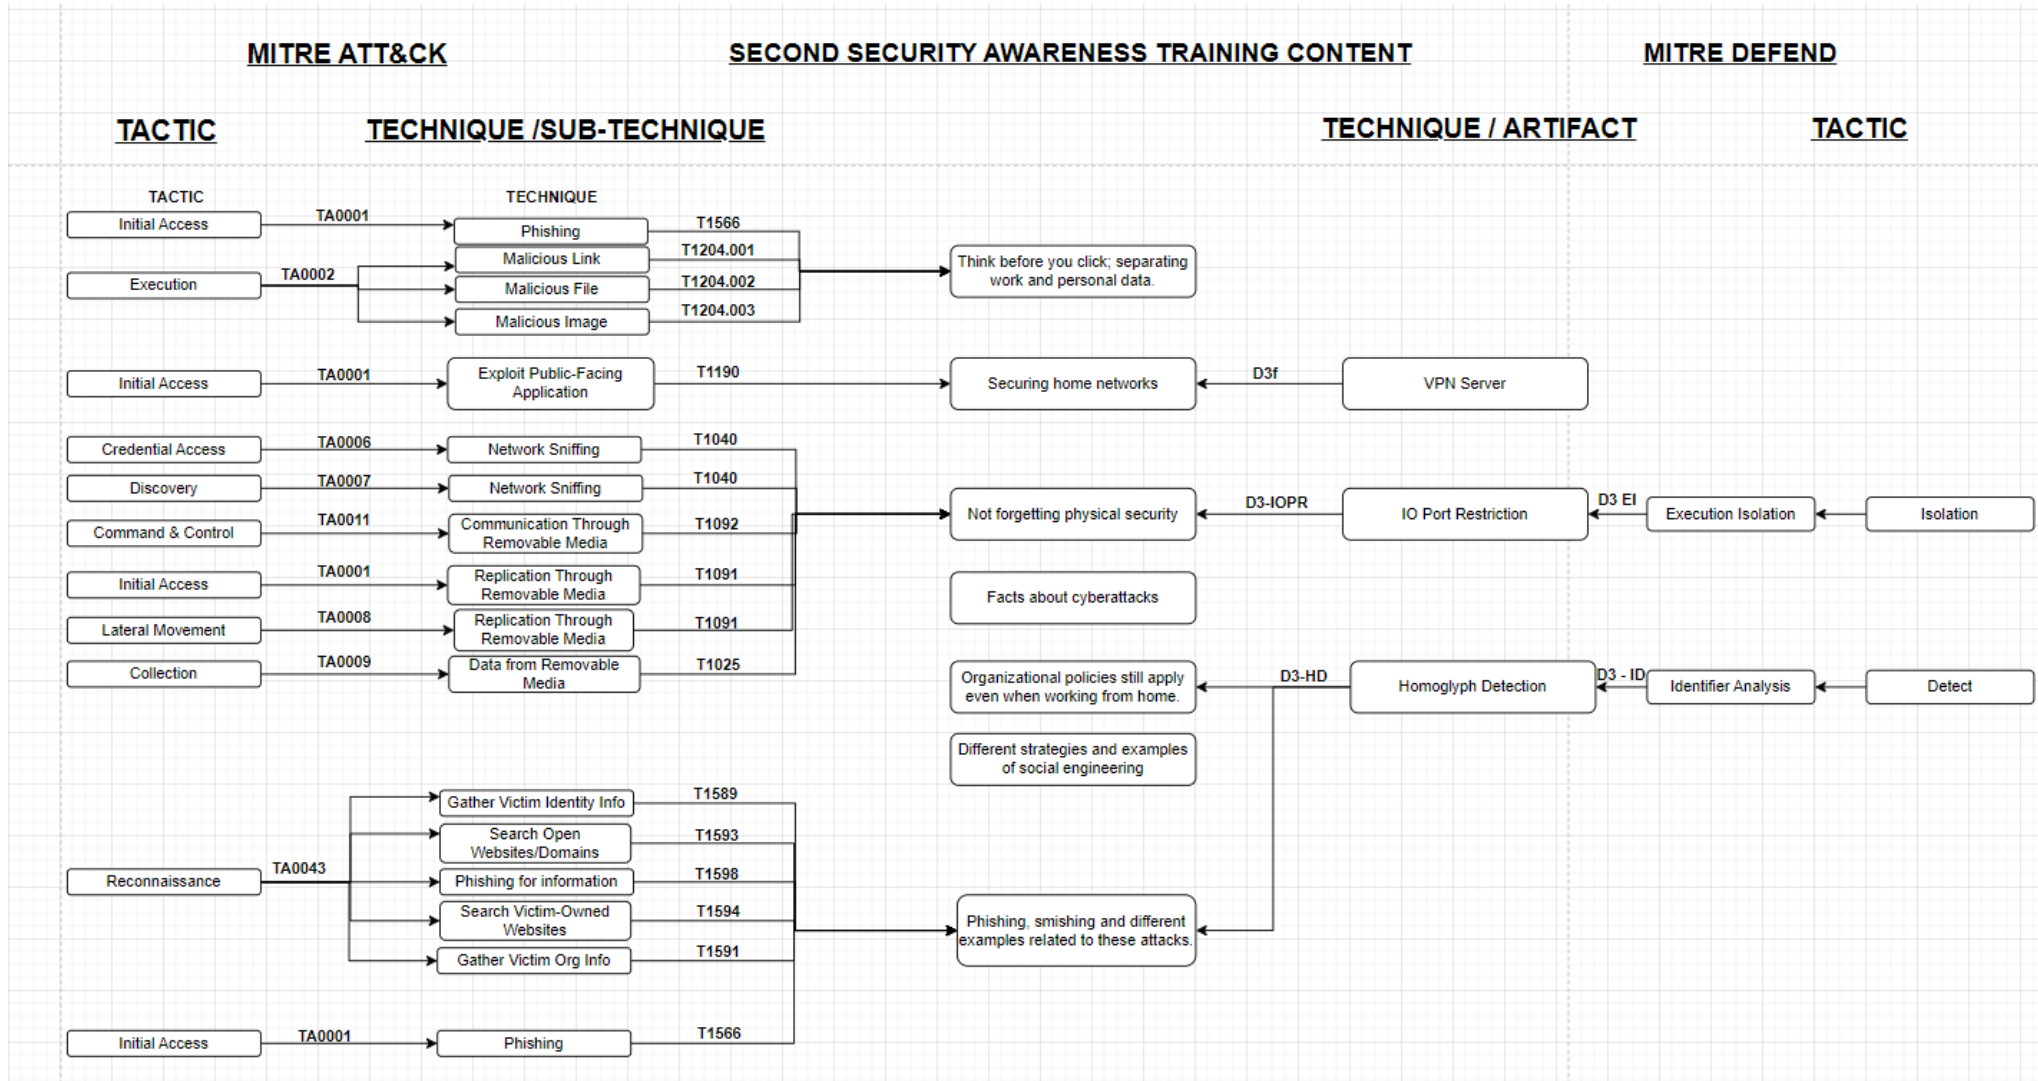 MITRE ATT&CK
SECOND SECURITY AWARENESS TRAINING CONTENT
MITRE DEFEND
TACTIC
TECHNIQUE /SUB-TECHNIQUE
TECHNIQUE / ARTIFACT
TACTIC
TACTIC
TECHNIQUE
Initial Access
TA0001
Phishing
T1566
Execution
TA0002
Malicious Link
T1204.001
Malicious File
T1204.002
Malicious Image
T1204.003
Think before you click; separating
work and personal data.
Initial Access
TA0001
Exploit Public-Facing
Application
T1190
Securing home networks
D3f
VPN Server
Credential Access
TA0006
Network Sniffing
T1040
Discovery
TA0007
Network Sniffing
T1040
Command & Control
TA0011
Communication Through
Removable Media
T1092
Initial Access
TA0001
Replication Through
Removable Media
T1091
Lateral Movement
TA0008
Replication Through
Removable Media
T1091
Collection
TA0009
Data from Removable
Media
T1025
Not forgetting physical security
D3-IOPR
IO Port Restriction
D3 EI
Execution Isolation
Isolation
Facts about cyberattacks
Organizational policies still apply
even when working from home.
D3-HD
Homoglyph Detection
D3 - ID
Identifier Analysis
Detect
Different strategies and examples
of social engineering
Reconnaissance
TA0043
Gather Victim Identity Info
T1589
Search Open
Websites/Domains
T1593
Phishing for information
T1598
Search Victim-Owned
Websites
T1594
Gather Victim Org Info
T1591
Phishing, smishing and different
examples related to these attacks.
Initial Access
TA0001
Phishing
T1566